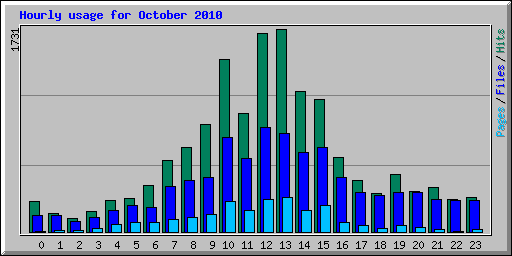 Hourly usage for October 2010
1731
Pages/Files/Hits
0 1 2 3 4 5 6 7 8 9 10 11 12 13 14 15 16 17 18 19 20 21 22 23